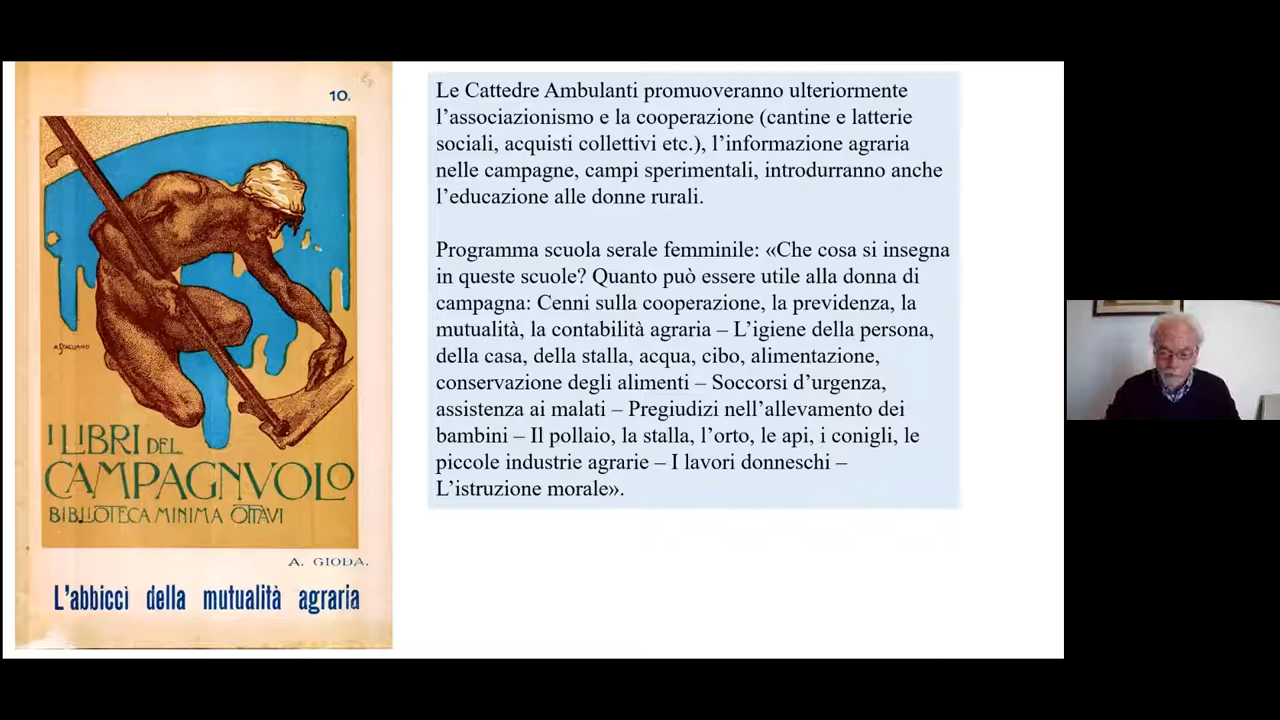 10.
A. STAGLIANO
I LIBRI DEL
CAMPAGNVOLO
BIBLIOTECA MINIMA OTTAVI
A. GIODA.
L'abbiccì della mutualità agraria
Le Cattedre Ambulanti promuoveranno ulteriormente
l’associazionismo e la cooperazione (cantine e latterie
sociali, acquisti collettivi etc.), l’informazione agraria
nelle campagne, campi sperimentali, introdurranno anche
l’educazione alle donne rurali.
Programma scuola serale femminile: «Che cosa si insegna
in queste scuole? Quanto può essere utile alla donna di
campagna: Cenni sulla cooperazione, la previdenza, la
mutualità, la contabilità agraria – L’igiene della persona,
della casa, della stalla, acqua, cibo, alimentazione,
conservazione degli alimenti – Soccorsi d’urgenza,
assistenza ai malati – Pregiudizi nell’allevamento dei
bambini – Il pollaio, la stalla, l’orto, le api, i conigli, le
piccole industrie agrarie – I lavori donneschi –
L’istruzione morale».